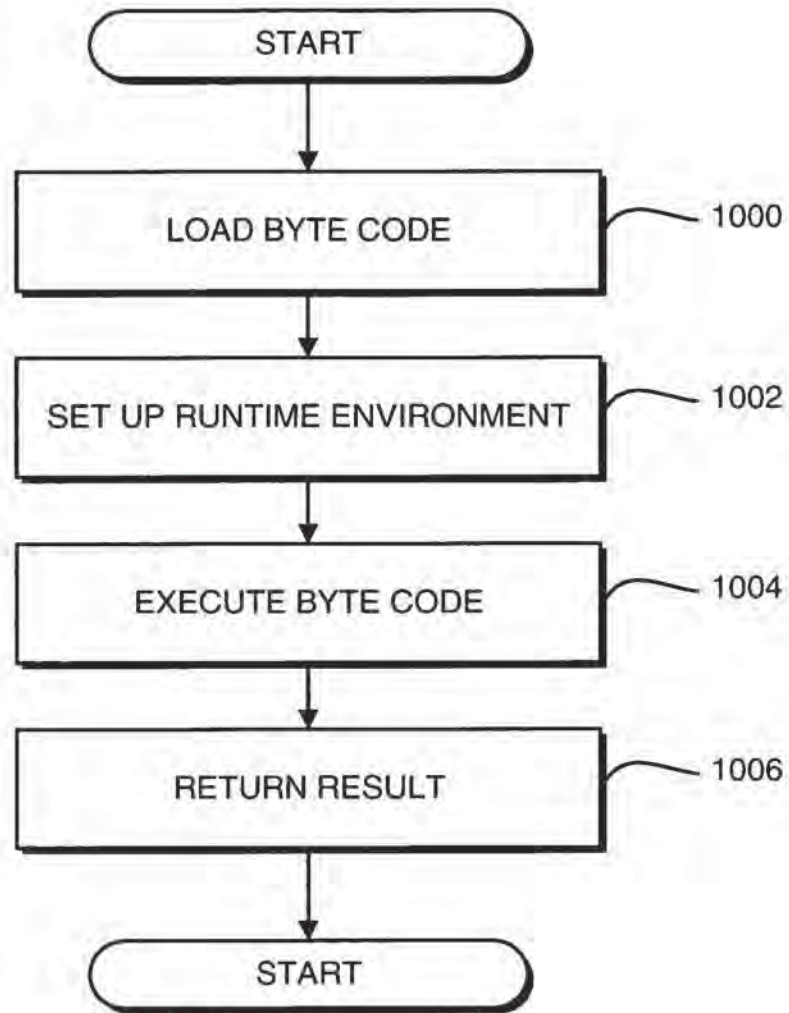 START
LOAD BYTE CODE
1000
SET UP RUNTIME ENVIRONMENT
1002
EXECUTE BYTE CODE
1004
RETURN RESULT
1006
START